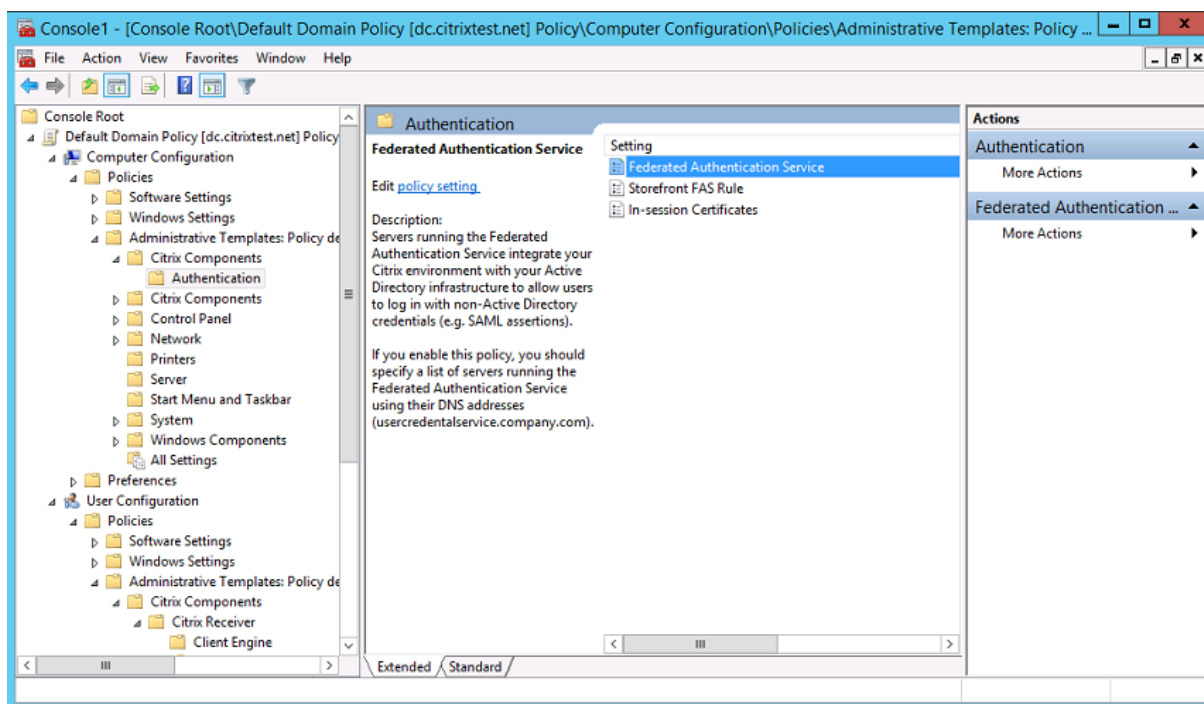 Console1 - [Console Root\Default Domain Policy [dc.citrixtest.net] Policy\Computer Configuration\Policies\Administrative Templates: Policy ...
File Action View Favorites Window Help
Console Root
Default Domain Policy [dc.citrixtest.net] Policy
Computer Configuration
Policies
Software Settings
Windows Settings
Administrative Templates: Policy de
Citrix Components
Authentication
Citrix Components
Control Panel
Network
Printers
Server
Start Menu and Taskbar
System
Windows Components
All Settings
Preferences
User Configuration
Policies
Software Settings
Windows Settings
Administrative Templates: Policy de
Citrix Components
Citrix Receiver
Client Engine
Authentication
Federated Authentication Service
Edit policy setting
Description:
Servers running the Federated
Authentication Service integrate your
Citrix environment with your Active
Directory infrastructure to allow users
to log in with non-Active Directory
credentials (e.g. SAML assertions).
If you enable this policy, you should
specify a list of servers running the
Federated Authentication Service
using their DNS addresses
(usercredentalservice.company.com).
Setting
Federated Authentication Service
Storefront FAS Rule
In-session Certificates
Extended Standard
Actions
Authentication
More Actions
Federated Authentication ...
More Actions